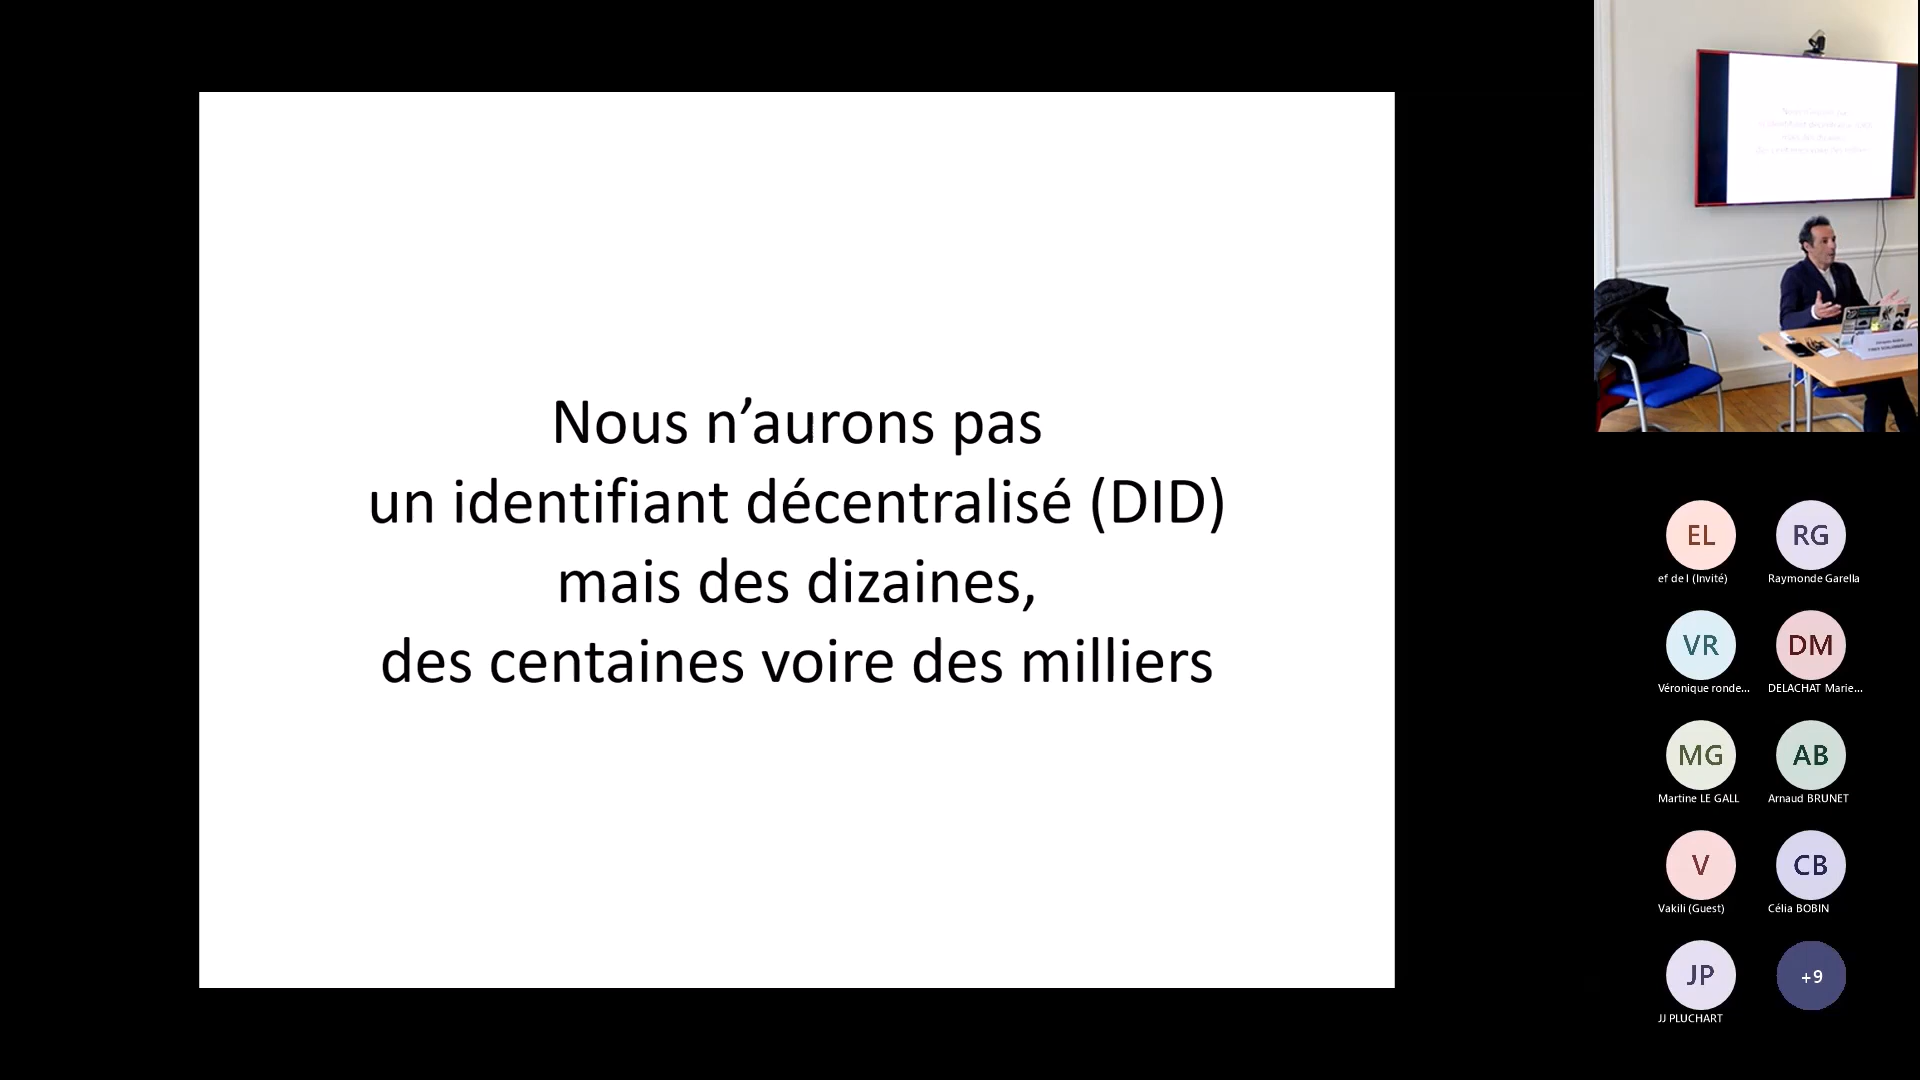 Nous n’aurons pas
un identifiant décentralisé (DID)
mais des dizaines,
des centaines voire des milliers
EL
ef de l (Invité)
RG
Raymonde Garella
VR
Véronique ronde...
DM
DELACHAT Marie...
MG
Martine LE GALL
AB
Arnaud BRUNET
V
Vakili (Guest)
CB
Célia BOBIN
JP
JJ PLUCHART
+9